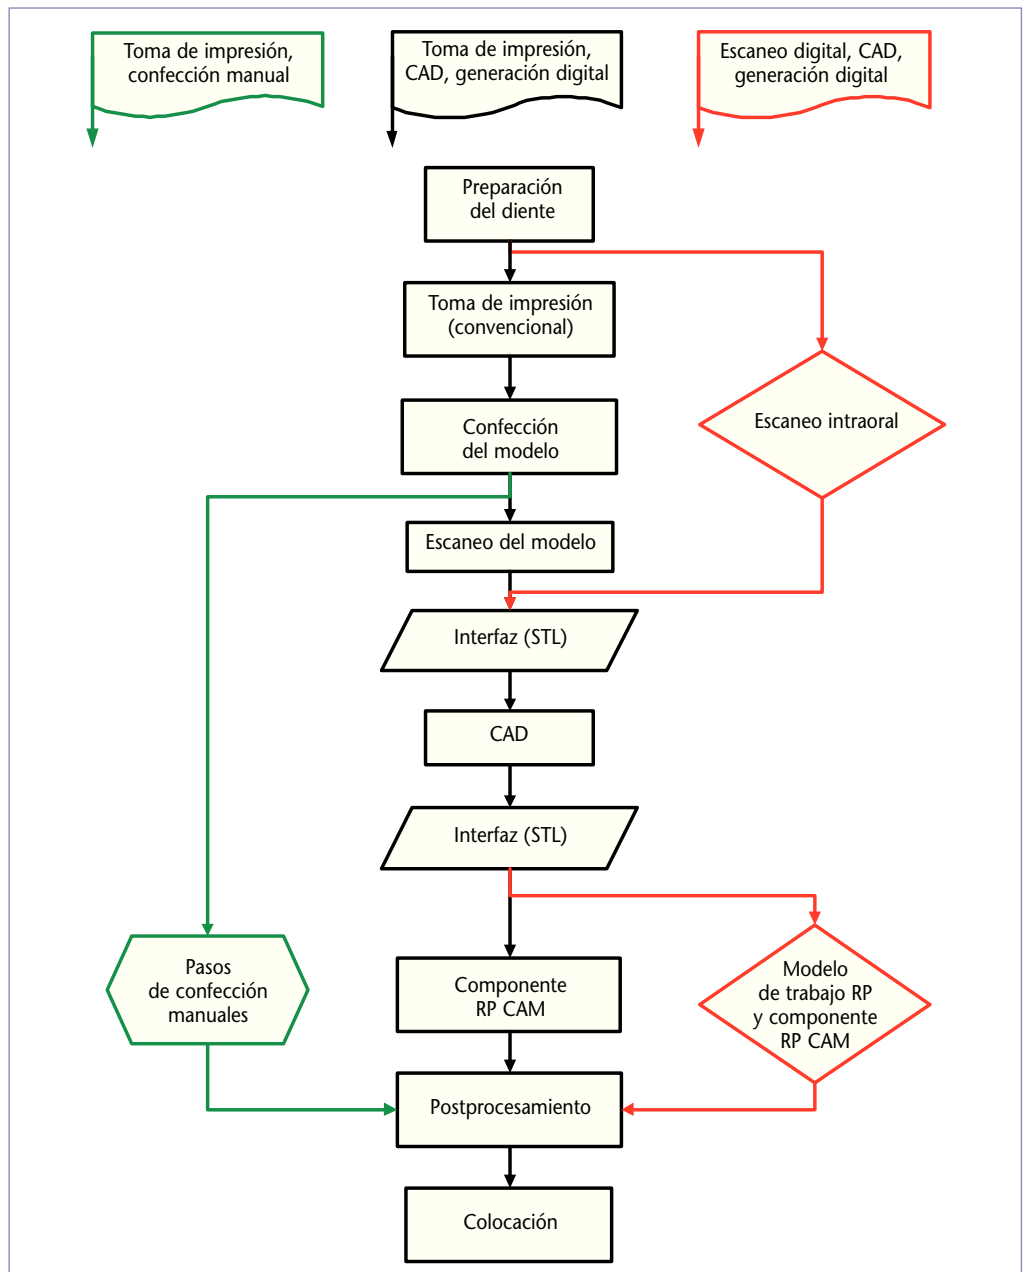 Toma de impresión,
confección manual
Toma de impresión,
CAD, generación digital
Escaneo digital, CAD,
generación digital
Preparación
del diente
Toma de impresión
(convencional)
Confección
del modelo
Escaneo intraoral
Escaneo del modelo
Interfaz (STL)
CAD
Interfaz (STL)
Pasos
de confección
manuales
Componente
RP CAM
Modelo
de trabajo RP
y componente
RP CAM
Postprocesamiento
Colocación